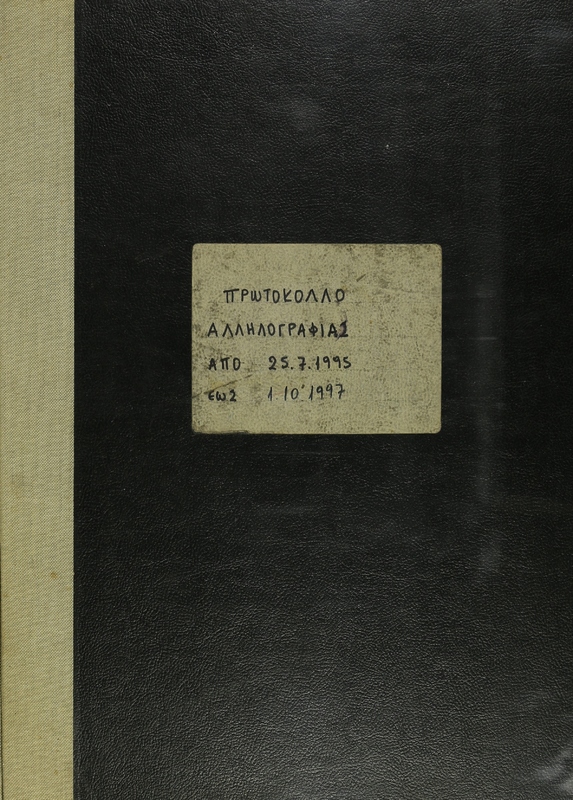 ΠΡΩΤΟΚΟΛΛΟ
ΑΛΛΗΛΟΓΡΑΦΙΑΣ
ΑΠΟ 25.7.1995
εως 1.10.1997